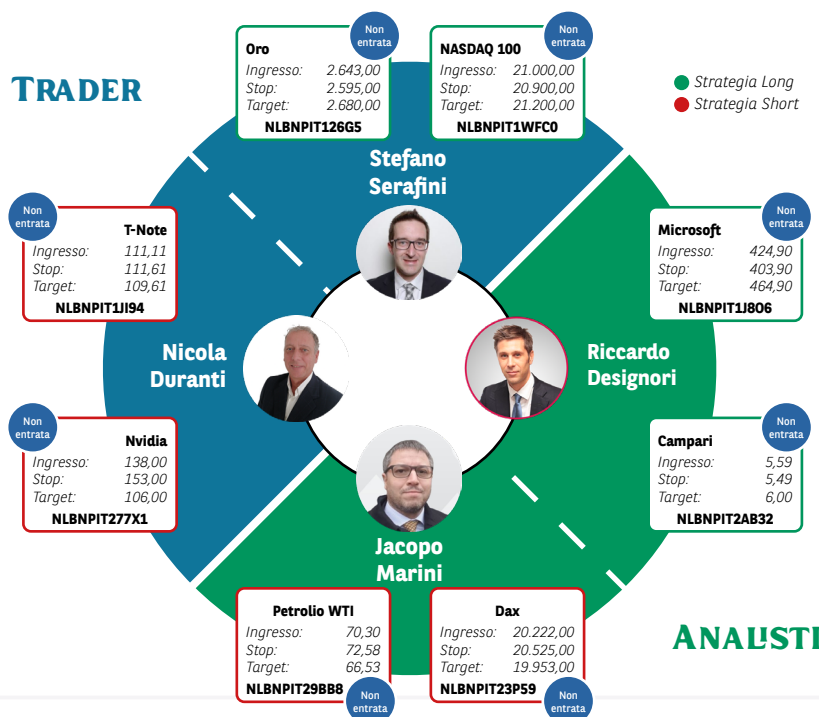 TRADER
Non
entrata
Oro
Ingresso: 2.643,00
Stop: 2.595,00
Target: 2.680,00
NLBNPIT126G5
Non
entrata
NASDAQ 100
Ingresso: 21.000,00
Stop: 20.900,00
Target: 21.200,00
NLBNPIT1WFC0
Strategia Long
Strategia Short
Stefano
Serafini
Non
entrata
T-Note
Ingresso: 111,11
Stop: 111,61
Target: 109,61
NLBNPIT1JI94
Non
entrata
Microsoft
Ingresso: 424,90
Stop: 403,90
Target: 464,90
NLBNPIT1J8O6
Nicola
Duranti
Riccardo
Designori
Non
entrata
Nvidia
Ingresso: 138,00
Stop: 153,00
Target: 106,00
NLBNPIT277X1
Non
entrata
Campari
Ingresso: 5,59
Stop: 5,49
Target: 6,00
NLBNPIT2AB32
Jacopo
Marini
Petrolio WTI
Ingresso: 70,30
Stop: 72,58
Target: 66,53
NLBNPIT29BB8
Non
entrata
Dax
Ingresso: 20.222,00
Stop: 20.525,00
Target: 19.953,00
NLBNPIT23P59
Non
entrata
ANALISTI